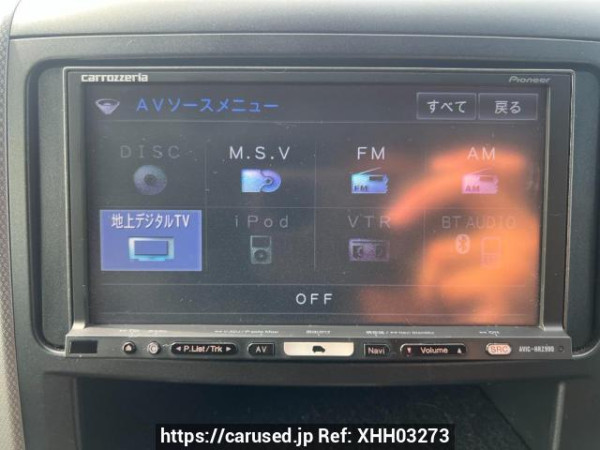 carrozzeria
Pioneer
AVソースメニュー
すべて
戻る
DISC
M.S.V
FM
AM
地上デジタルTV
iPod
VTR
BT AUDIO
OFF
P.List/Trk
AV
Navi
Volume
SRC
https://carused.jp Ref: XHH03273